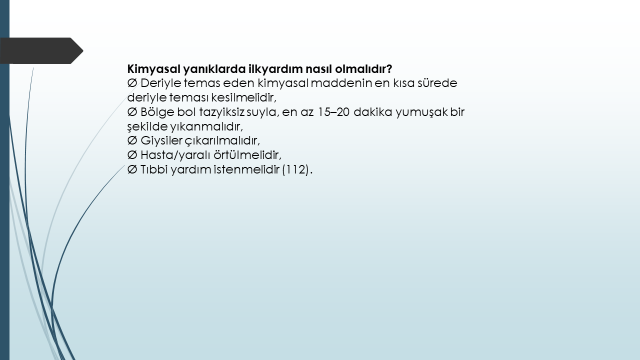 Kimyasal yanıklarda ilkyardım nasıl olmalıdır?
Ø Deriyle temas eden kimyasal maddenin en kısa sürede
deriyle teması kesilmelidir,
Ø Bölge bol tazyiksiz suyla, en az 15–20 dakika yumuşak bir
şekilde yıkanmalıdır,
Ø Giysiler çıkarılmalıdır,
Ø Hasta/yaralı örtülmelidir,
Ø Tıbbi yardım istenmelidir (112).